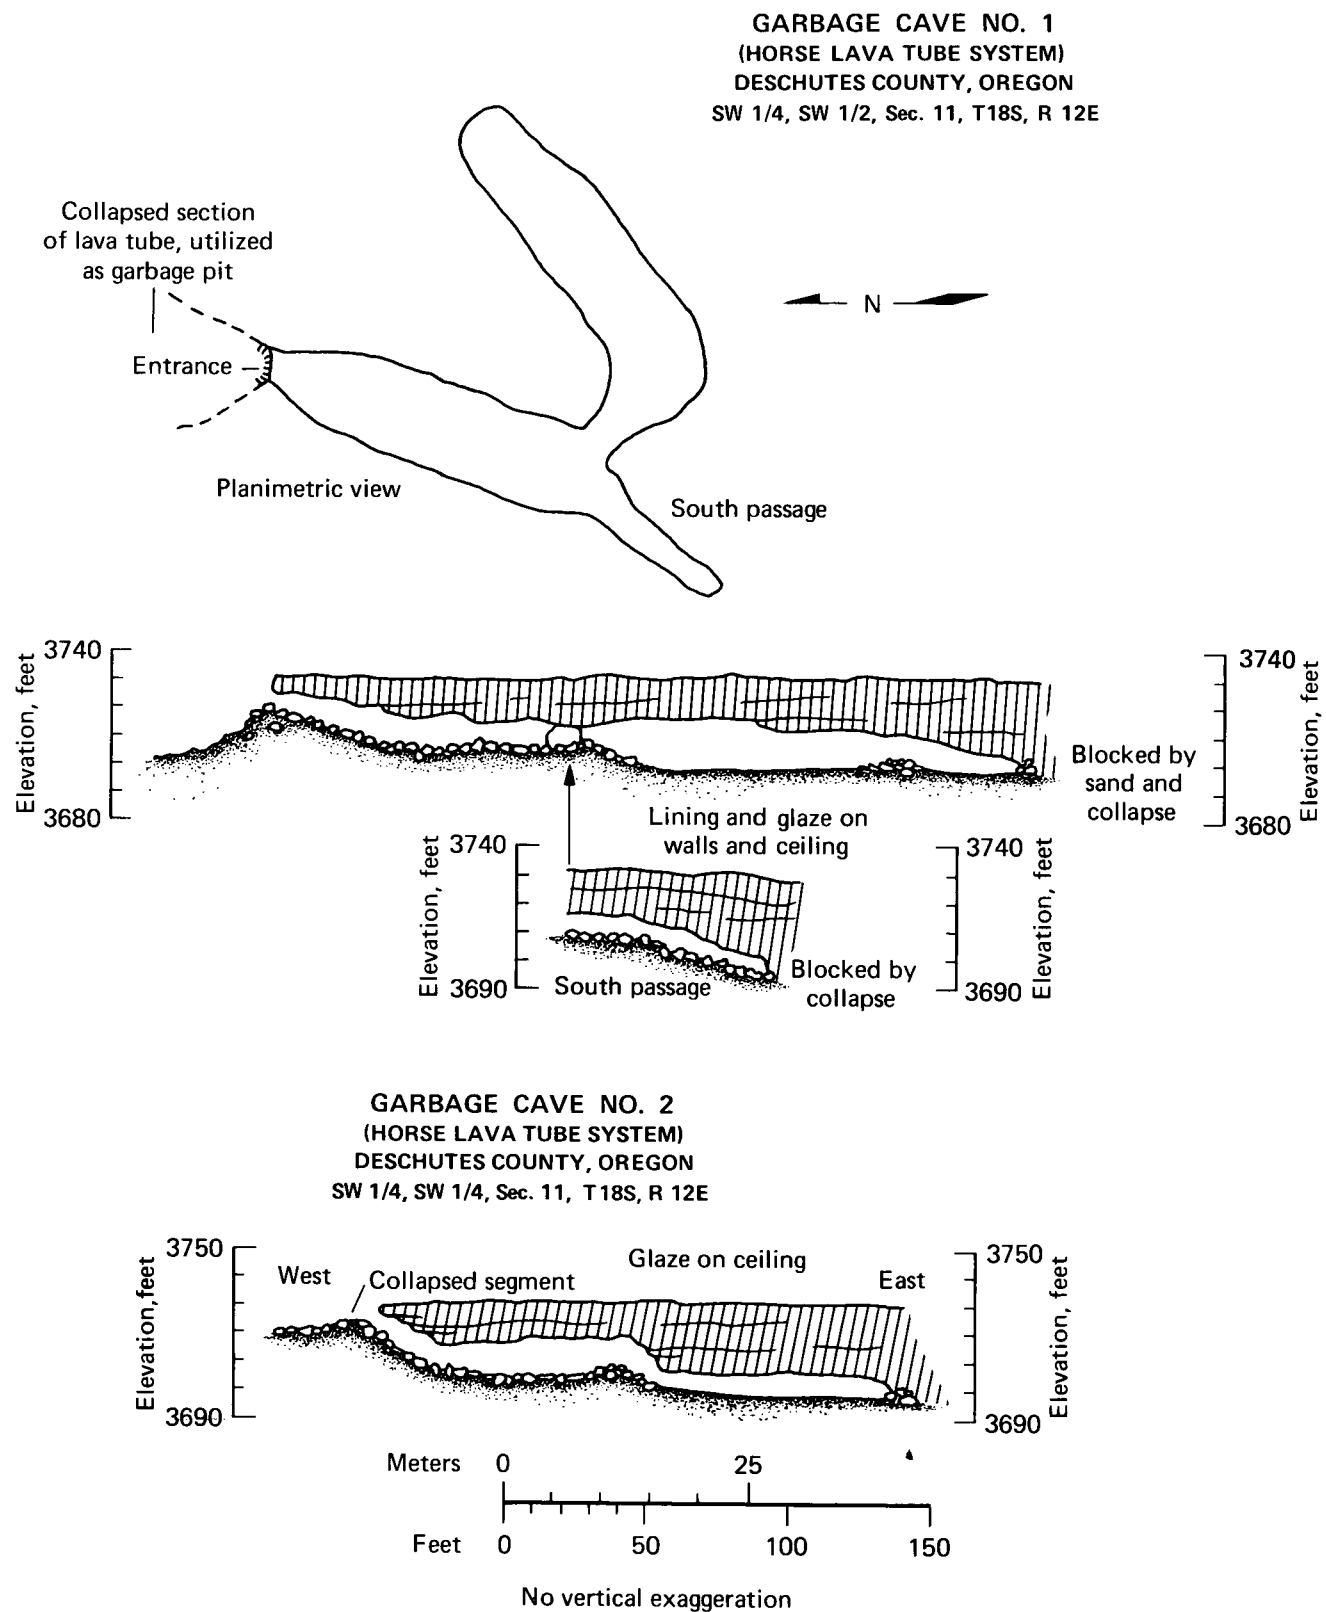 GARBAGE CAVE NO. 1
(HORSE LAVA TUBE SYSTEM)
DESCHUTES COUNTY, OREGON
SW 1/4, SW 1/2, Sec. 11, T18S, R 12E
Collapsed section
of lava tube, utilized
as garbage pit
N
Entrance
Planimetric view
South passage
3740
Elevation, feet
3680
3740
Elevation, feet
3680
Blocked by
sand and
collapse
Lining and glaze on
walls and ceiling
3740
Elevation, feet
3690
3740
Elevation, feet
3690
South passage
Blocked by
collapse
GARBAGE CAVE NO. 2
(HORSE LAVA TUBE SYSTEM)
DESCHUTES COUNTY, OREGON
SW 1/4, SW 1/4, Sec. 11, T18S, R 12E
3750
Elevation, feet
3690
West
Collapsed segment
Glaze on ceiling
East
3750
Elevation, feet
3690
Meters 0 25
Feet 0 50 100 150
No vertical exaggeration